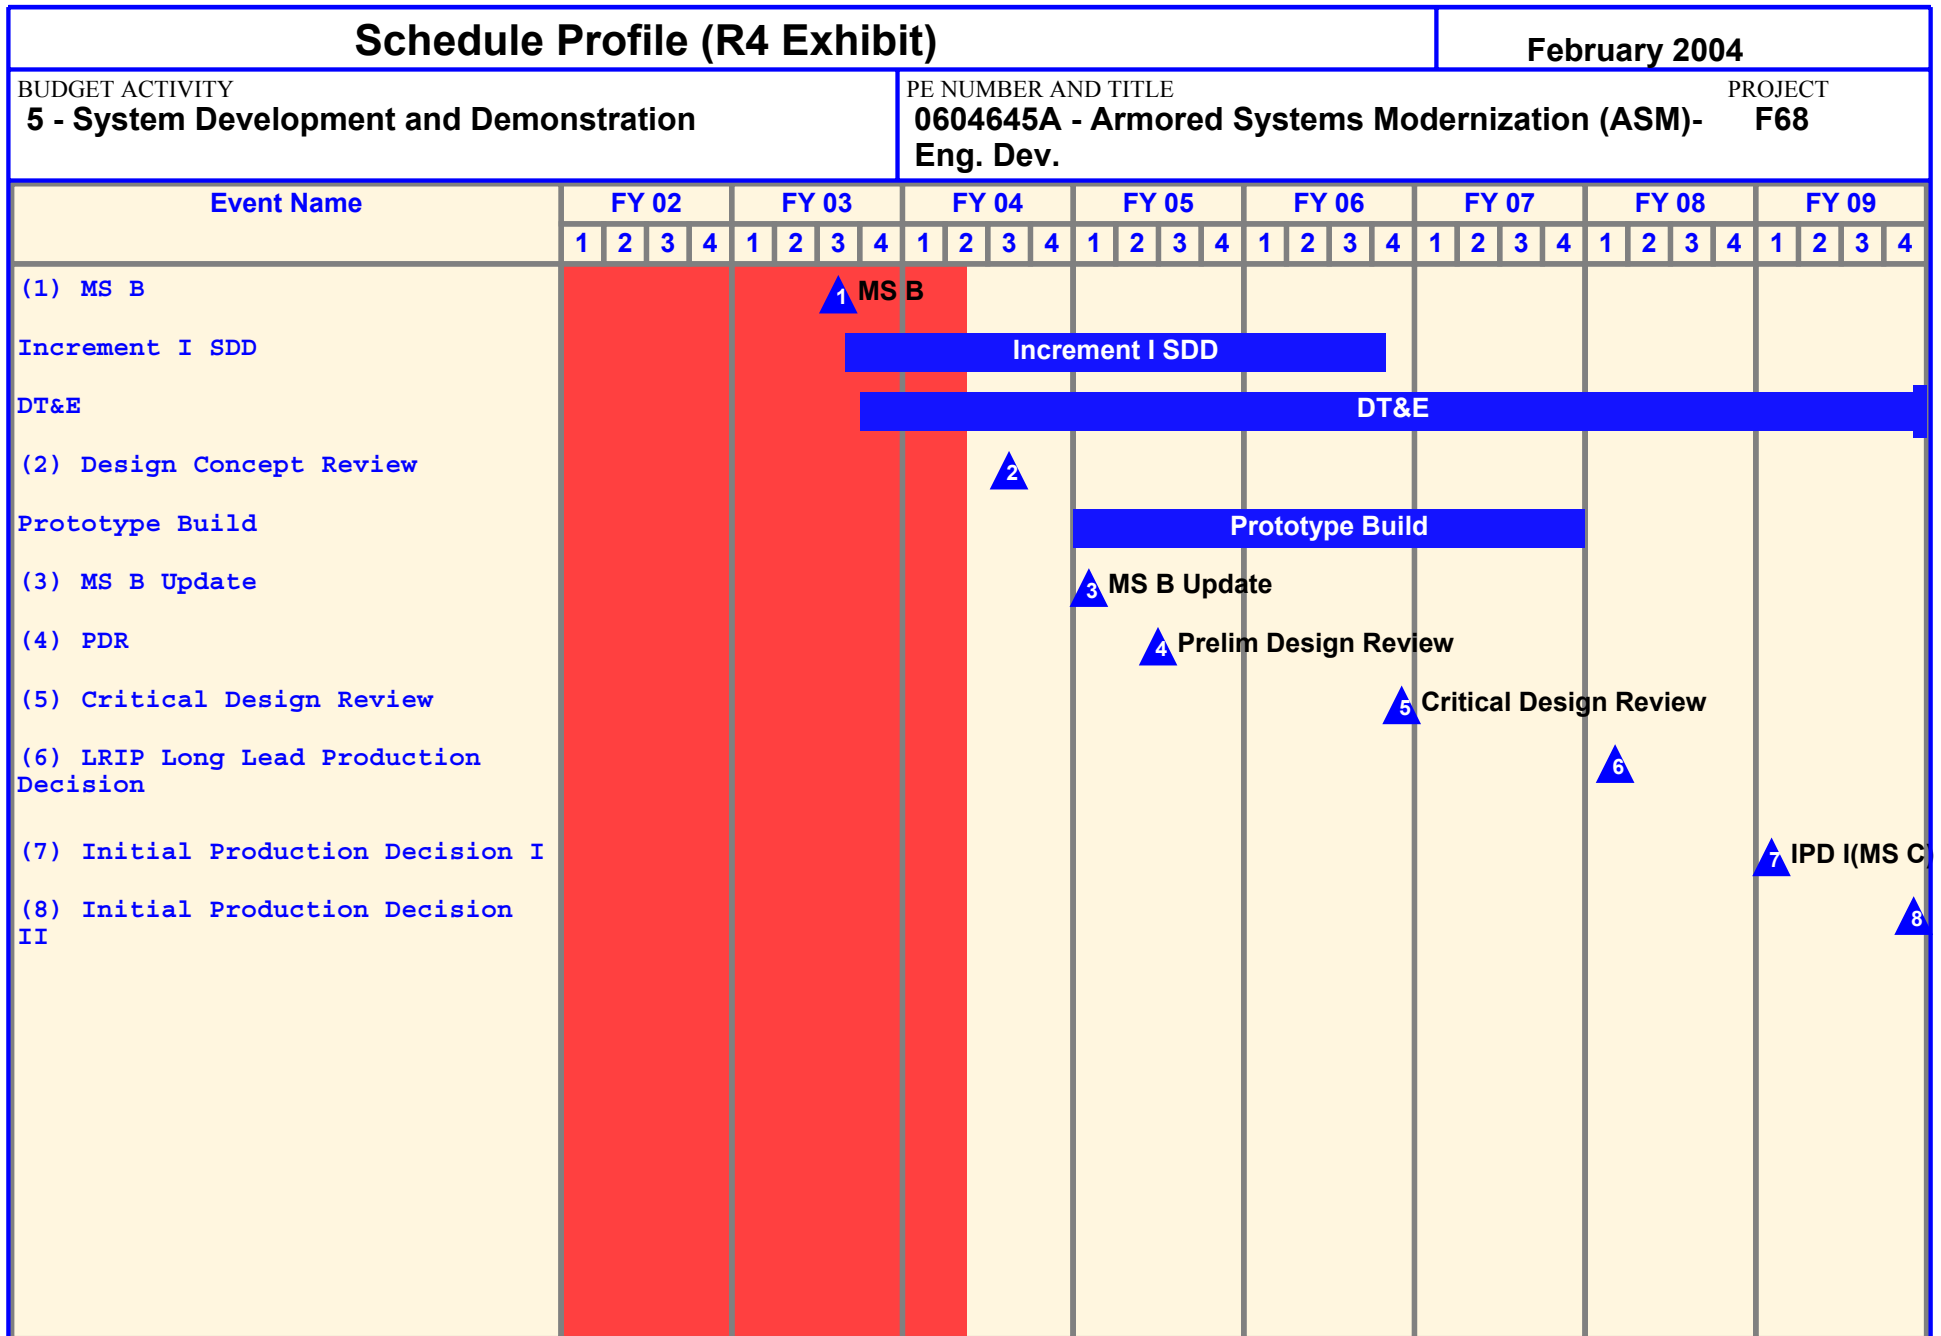 Schedule Profile (R4 Exhibit)
February 2004
BUDGET ACTIVITY
5 - System Development and Demonstration
PE NUMBER AND TITLE
PROJECT
0604645A - Armored Systems Modernization (ASM)- F68
Eng. Dev.
Event Name FY 02 FY 03 FY 04 FY 05 FY 06 FY 07 FY 08 FY 09
1 2 3 4 1 2 3 4 1 2 3 4 1 2 3 4 1 2 3 4 1 2 3 4 1 2 3 4 1 2 3 4
(1) MS B
1 MS B
Increment I SDD
Increment I SDD
DT&E
DT&E
(2) Design Concept Review
2
Prototype Build
Prototype Build
(3) MS B Update
3 MS B Update
(4) PDR
4 Prelim Design Review
(5) Critical Design Review
5 Critical Design Review
(6) LRIP Long Lead Production
Decision
6
(7) Initial Production Decision I
7 IPD I(MS C)
(8) Initial Production Decision
II
8